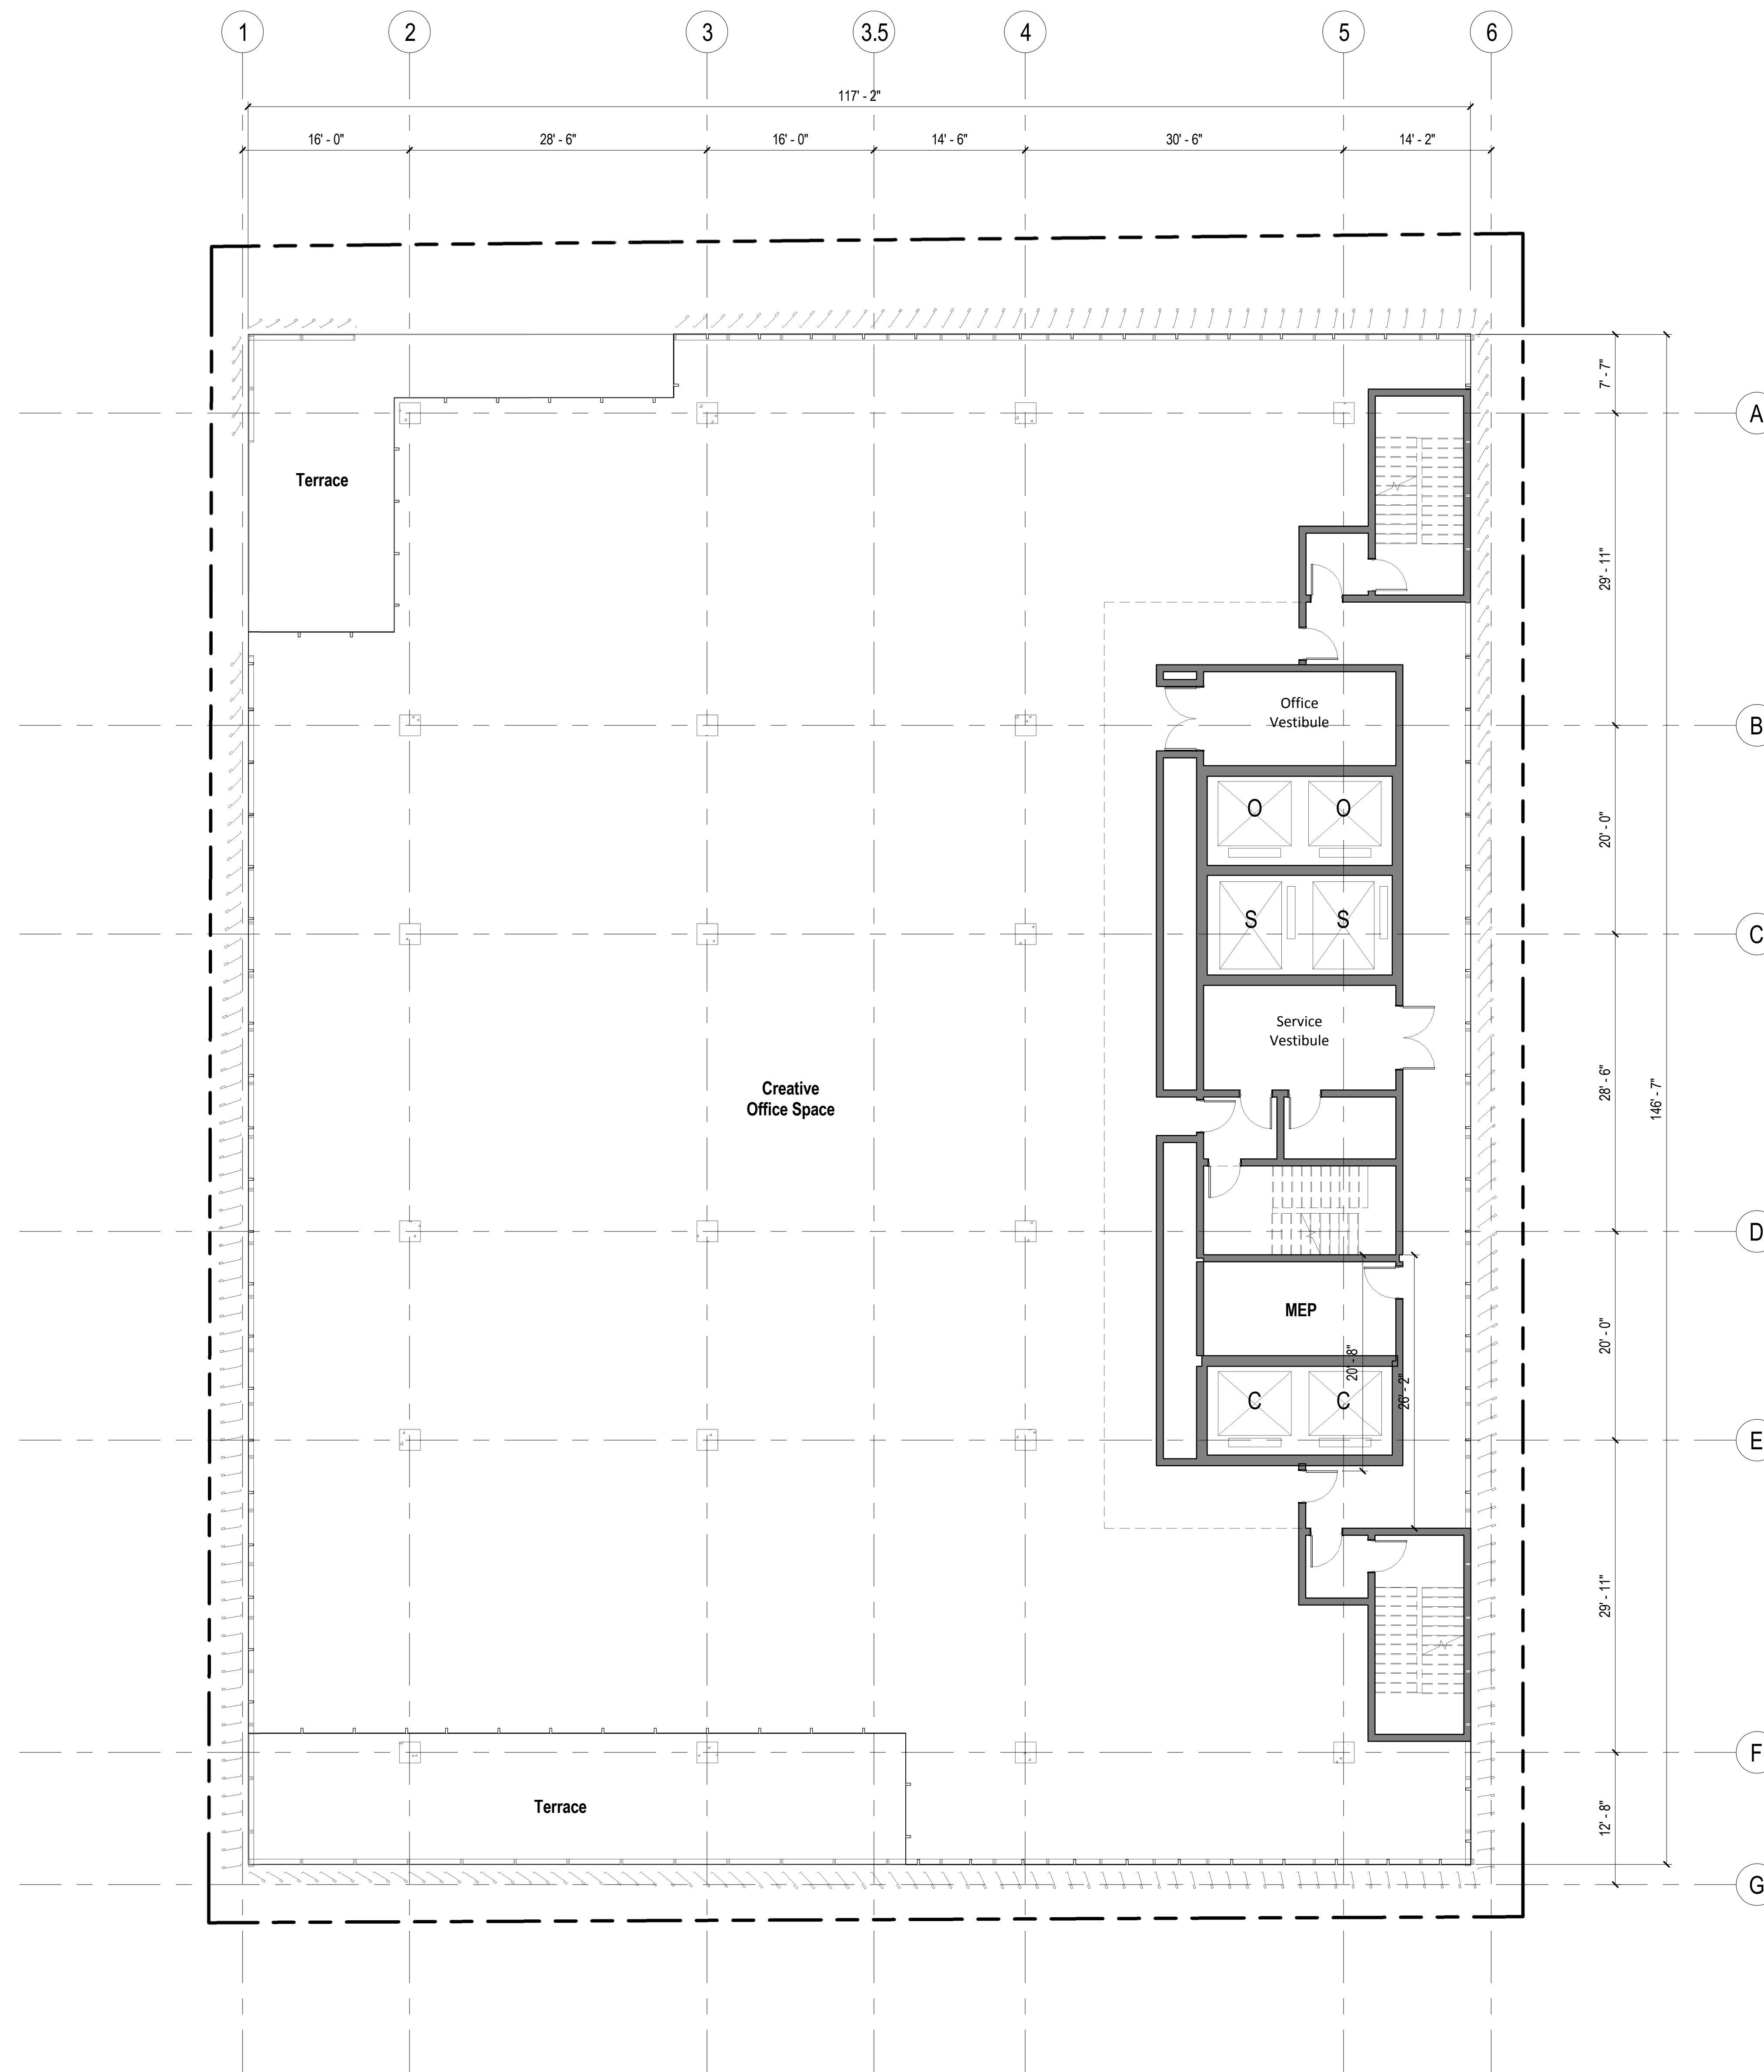 1 2 3 3.5 4 5 6
117' - 2"
16' - 0" 28' - 6" 16' - 0" 14' - 6" 30' - 6" 14' - 2"
7' - 7"
A
Terrace
29' - 11"
Office
Vestibule
B
O O
20' - 0"
S S
C
Service
Vestibule
Creative
Office Space
28' - 6"
146' - 7"
D
MEP
20' - 8"
26' - 2"
20' - 0"
C C
E
29' - 11"
F
Terrace
12' - 8"
G